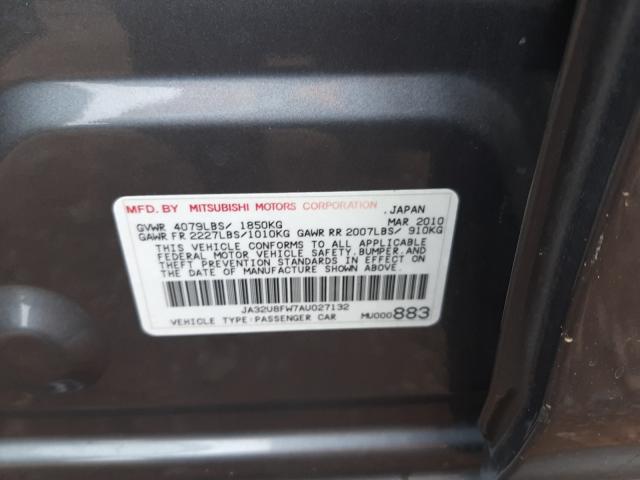 MFD. BY MITSUBISHI MOTORS CORPORATION , JAPAN
GVWR 4079LBS/ 1850KG MAR 2010
GAWR FR 2227LBS/1010KG GAWR RR 2007LBS/ 910KG
THIS VEHICLE CONFORMS TO ALL APPLICABLE
FEDERAL MOTOR VEHICLE SAFETY,BUMPER,AND
THEFT PREVENTION STANDARDS IN EFFECT ON
THE DATE OF MANUFACTURE SHOWN ABOVE.
JA32U8FW7AU027132
VEHICLE TYPE:PASSENGER CAR MU000883